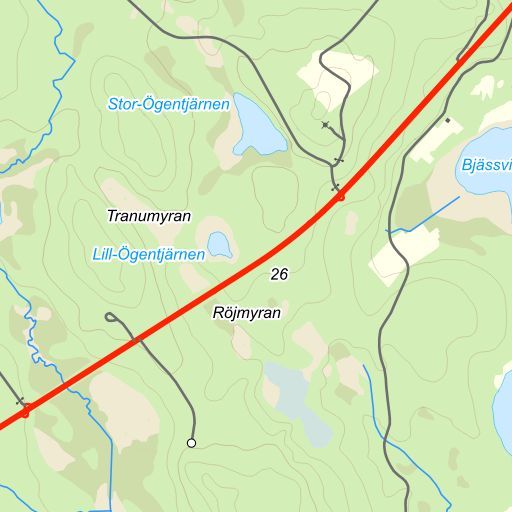 Stor-Ögentjärnen
Bjässvi
Tranumyran
Lill-Ögentjärnen
26
Röjmyran